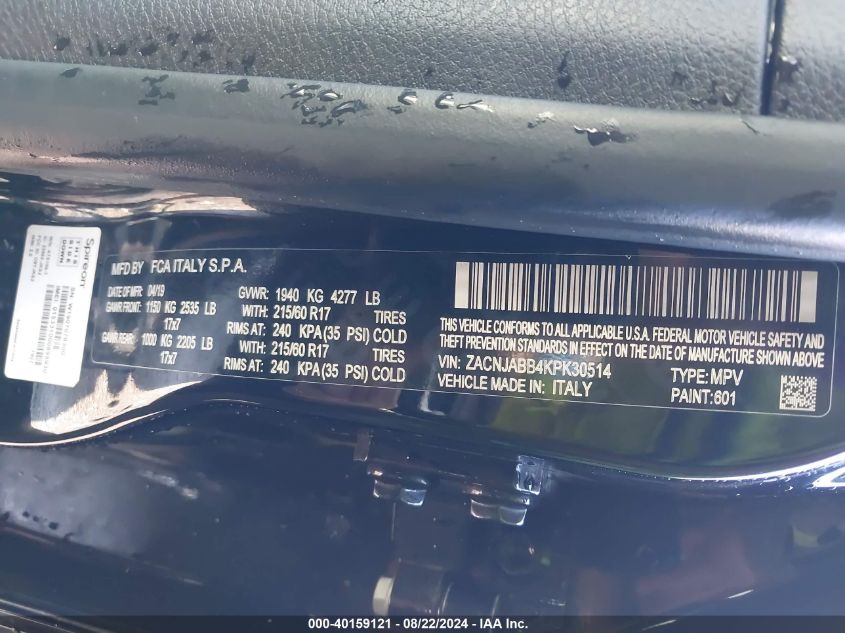 Spireon
THIS
SIDE
DOWN
MFD BY FCA ITALY S.P.A.
DATE OF MFR 04/19 GVWR: 1940 KG 4277 LB
GAWR FRONT: 1150 KG 2535 LB WITH: 215/60 R17 TIRES
17x7 RIMS AT: 240 KPA(35 PSI) COLD
GAWR REAR: 1000 KG 2205 LB WITH: 215/60 R17 TIRES
17x7 RIMS AT: 240 KPA(35 PSI) COLD
THIS VEHICLE CONFORMS TO ALL APPLICABLE U.S.A. FEDERAL MOTOR VEHICLE SAFETY AND
THEFT PREVENTION STANDARDS IN EFFECT ON THE DATE OF MANUFACTURE SHOWN ABOVE
VIN: ZACNJABB4KPK30514 TYPE: MPV
VEHICLE MADE IN: ITALY PAINT: 601
000-40159121 - 08/22/2024 - IAA Inc.